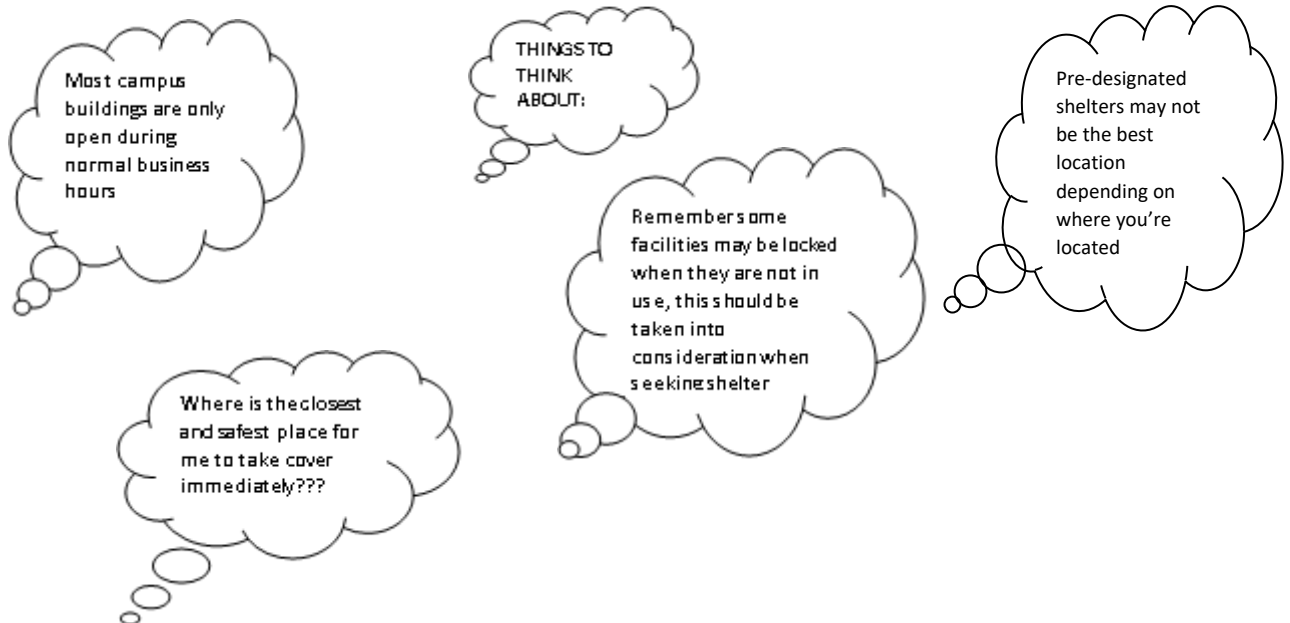 THINGS TO
THINK
ABOUT:
Most campus
buildings are only
open during
normal business
hours
Pre-designated
shelters may not
be the best
location
depending on
where you’re
located
Remember some
facilities may be locked
when they are not in
use, this should be
taken into
consideration when
seeking shelter
Where is the closest
and safest place for
me to take cover
immediately???